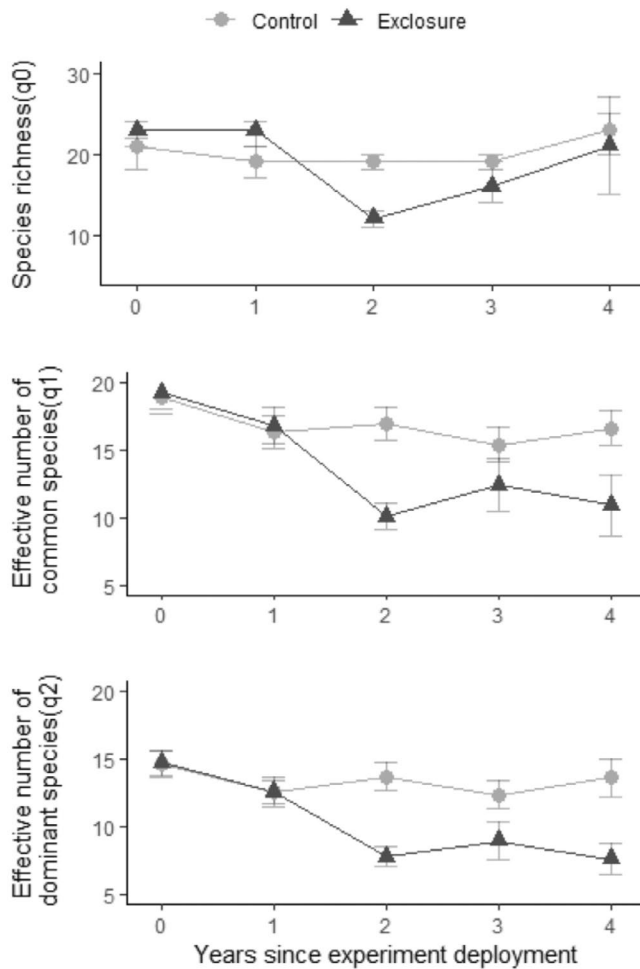 Control Exclosure
Species richness(q0)
30
20
10
0 1 2 3 4
Effective number of
common species(q1)
20
15
10
5
0 1 2 3 4
Effective number of
dominant species(q2)
20
15
10
5
0 1 2 3 4
Years since experiment deployment